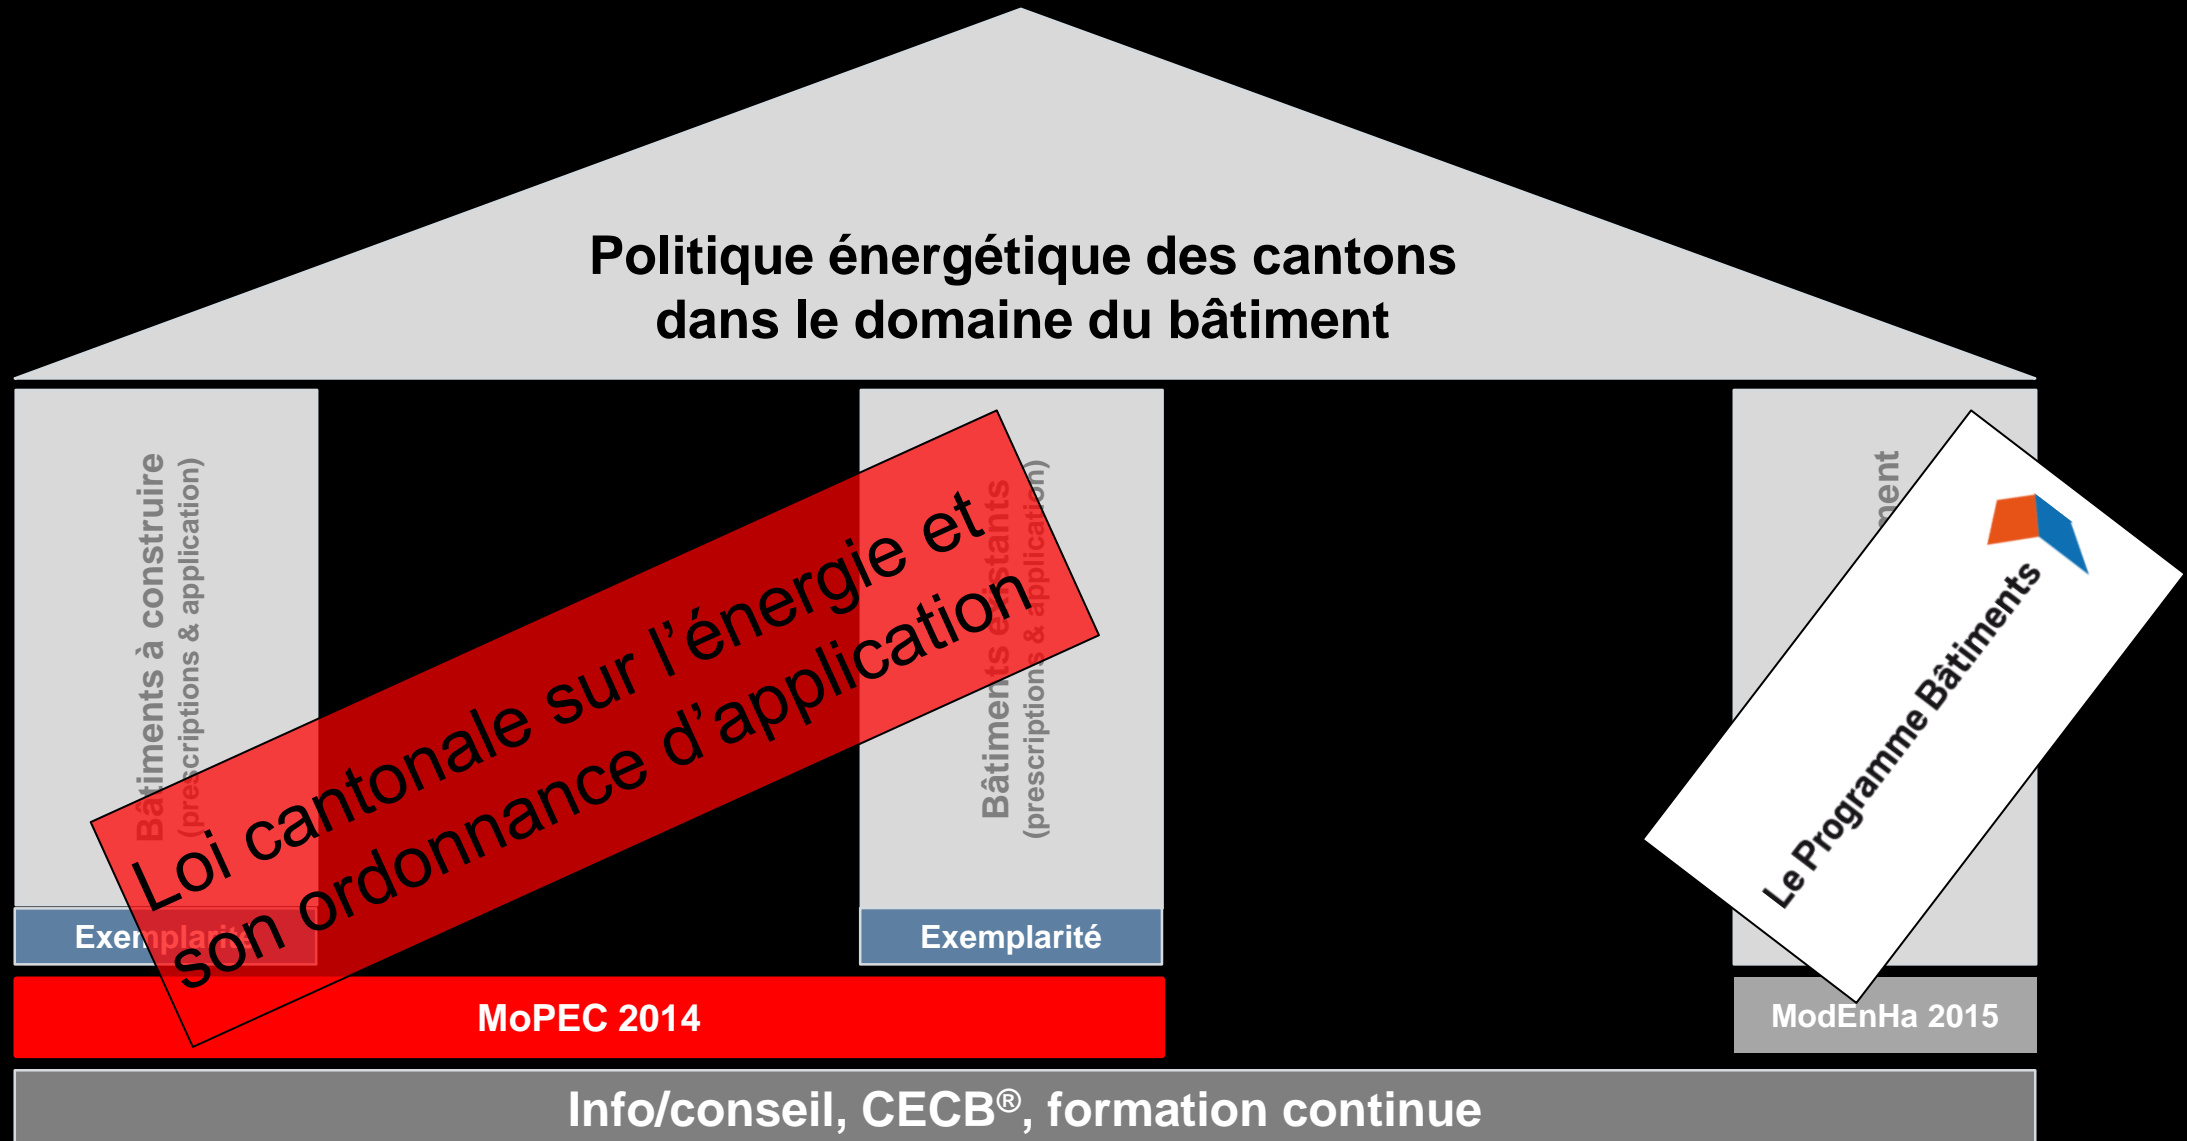 Politique énergétique des cantons
dans le domaine du bâtiment
Bâtiments à construire
(prescriptions & application)
Bâtiments existants
(prescriptions & application)
Loi cantonale sur l’énergie et
son ordonnance d’application
Le Programme Bâtiments
Exemplarité
Exemplarité
MoPEC 2014
ModEnHa 2015
Info/conseil, CECB®, formation continue